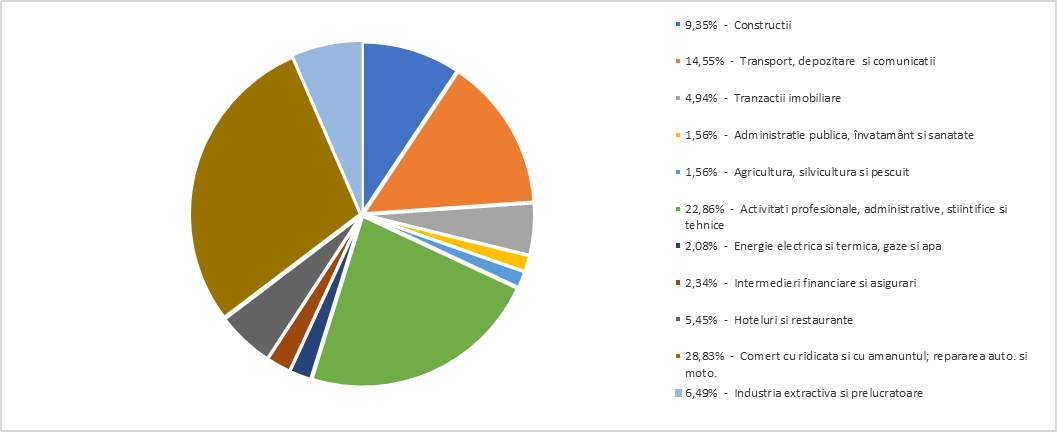 9,35% - Constructii
14,55% - Transport, depozitare si comunicatii
4,94% - Tranzactii imobiliare
1,56% - Administratie publica, învatamânt si sanatate
1,56% - Agricultura, silvicultura si pescuit
22,86% - Activitati profesionale, administrative, stiintifice si
tehnice
2,08% - Energie electrica si termica, gaze si apa
2,34% - Intermedieri financiare si asigurari
5,45% - Hoteluri si restaurante
28,83% - Comert cu ridicata si cu amanuntul; repararea auto. si
moto.
6,49% - Industria extractiva si prelucratoare